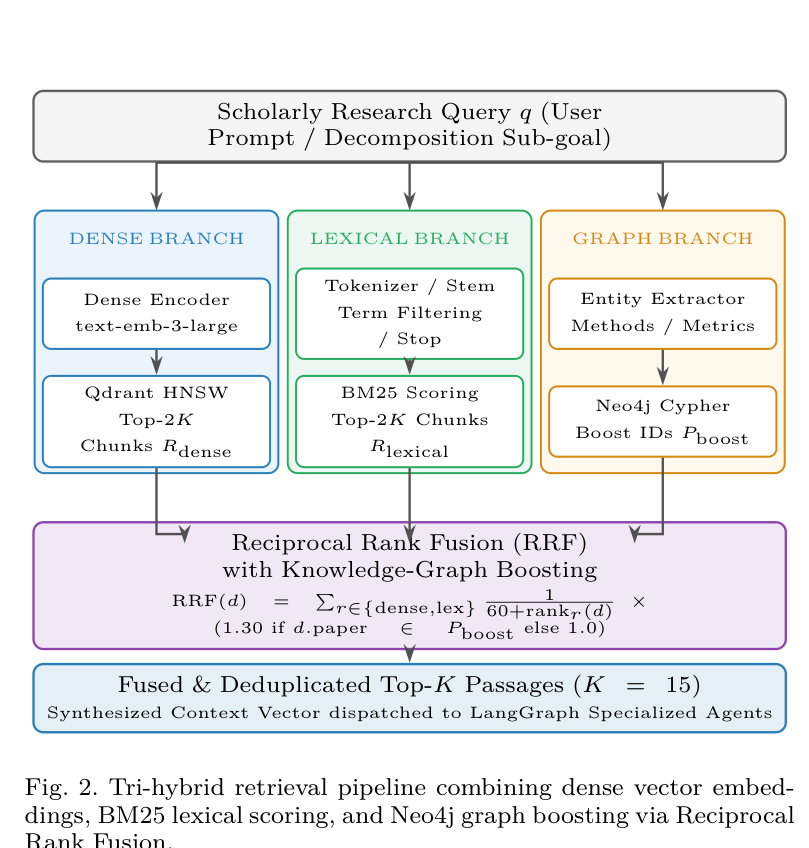 Scholarly Research Query q (User
Prompt / Decomposition Sub-goal)
DENSE BRANCH
Dense Encoder
text-emb-3-large
Qdrant HNSW
Top-2K
Chunks R_dense
LEXICAL BRANCH
Tokenizer / Stem
Term Filtering
/ Stop
BM25 Scoring
Top-2K Chunks
R_lexical
GRAPH BRANCH
Entity Extractor
Methods / Metrics
Neo4j Cypher
Boost IDs P_boost
Reciprocal Rank Fusion (RRF)
with Knowledge-Graph Boosting
RRF(d) = ∑_{r∈{dense,lex}} 1/(60+rank_r(d)) ×
(1.30 if d.paper ∈ P_boost else 1.0)
Fused & Deduplicated Top-K Passages (K = 15)
Synthesized Context Vector dispatched to LangGraph Specialized Agents
Fig. 2. Tri-hybrid retrieval pipeline combining dense vector embed-
dings, BM25 lexical scoring, and Neo4j graph boosting via Reciprocal
Rank Fusion.